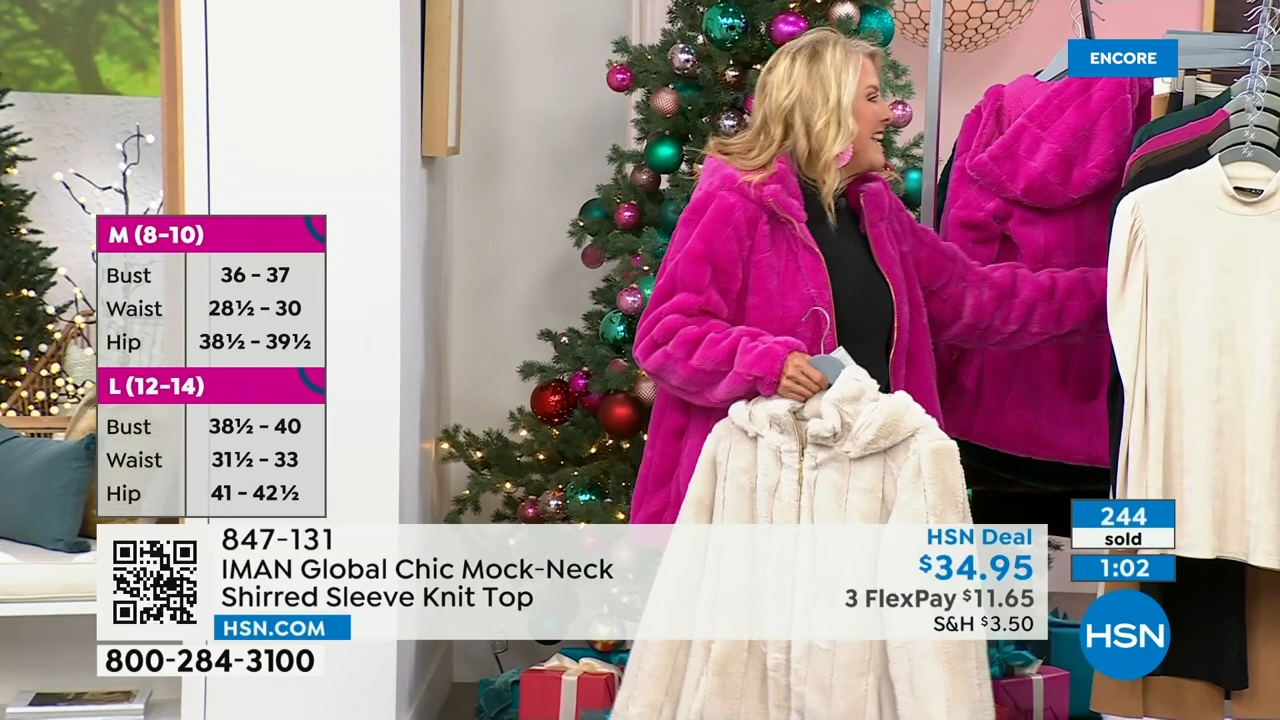 ENCORE
M (8-10)
Bust 36 - 37
Waist 28½ - 30
Hip 38½ - 39½
L (12-14)
Bust 38½ - 40
Waist 31½ - 33
Hip 41 - 42½
847-131
IMAN Global Chic Mock-Neck
Shirred Sleeve Knit Top
HSN.COM
800-284-3100
HSN Deal
$34.95
3 FlexPay $11.65
S&H $3.50
244
sold
1:02
HSN